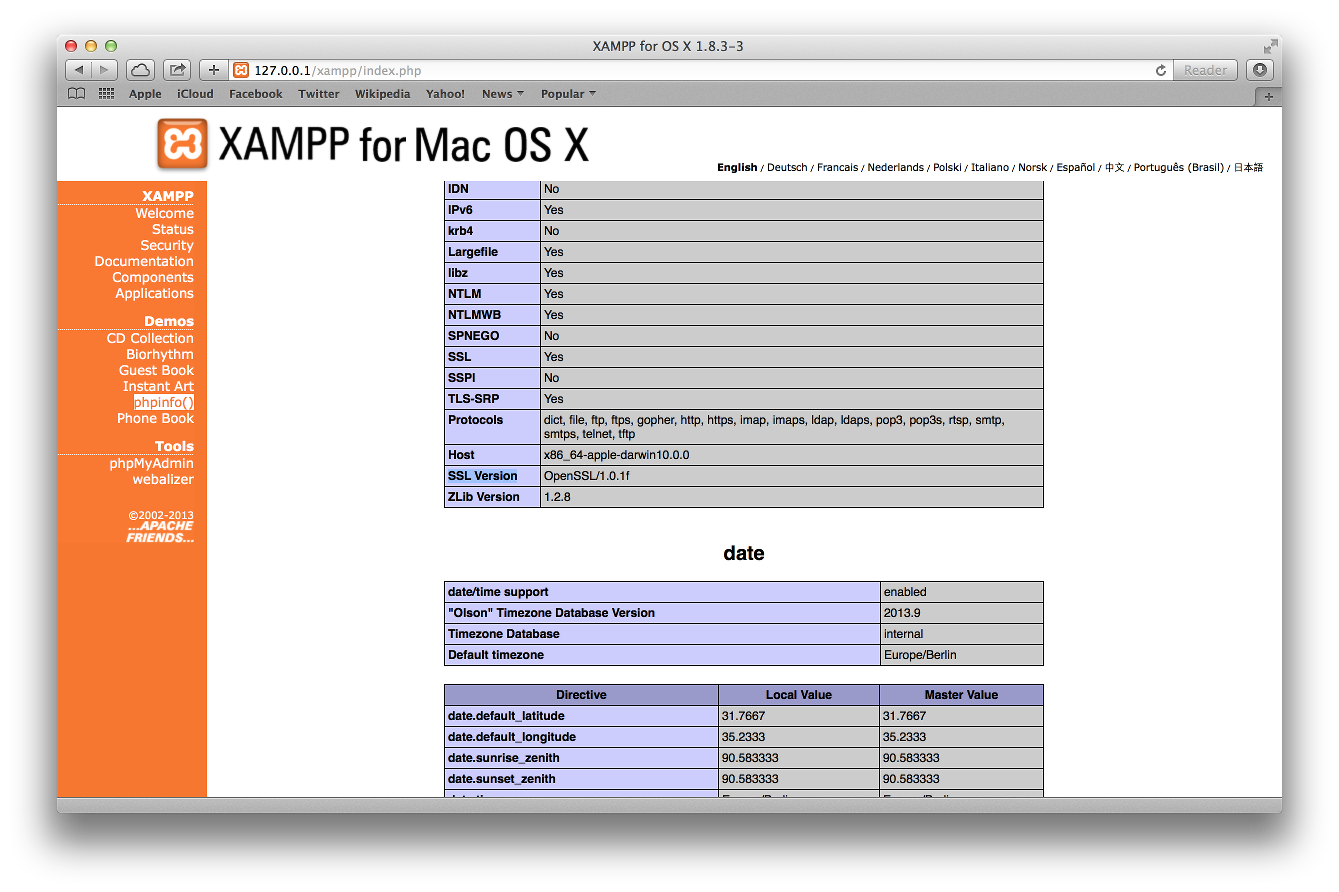 XAMPP for OS X 1.8.3-3
127.0.0.1/xampp/index.php
Reader
Apple iCloud Facebook Twitter Wikipedia Yahoo! News Popular
XAMPP for Mac OS X
English / Deutsch / Francais / Nederlands / Polski / Italiano / Norsk / Español / 中文 / Português (Brasil) / 日本語
XAMPP
Welcome
Status
Security
Documentation
Components
Applications
Demos
CD Collection
Biorhythm
Guest Book
Instant Art
phpinfo()
Phone Book
Tools
phpMyAdmin
webalizer
©2002-2013
...APACHE
FRIENDS...
IDN No
IPv6 Yes
krb4 No
Largefile Yes
libz Yes
NTLM Yes
NTLMWB Yes
SPNEGO No
SSL Yes
SSPI No
TLS-SRP Yes
Protocols dict, file, ftp, ftps, gopher, http, https, imap, imaps, ldap, ldaps, pop3, pop3s, rtsp, smtp,
smtps, telnet, tftp
Host x86_64-apple-darwin10.0.0
SSL Version OpenSSL/1.0.1f
ZLib Version 1.2.8
date
date/time support enabled
"Olson" Timezone Database Version 2013.9
Timezone Database internal
Default timezone Europe/Berlin
Directive Local Value Master Value
date.default_latitude 31.7667 31.7667
date.default_longitude 35.2333 35.2333
date.sunrise_zenith 90.583333 90.583333
date.sunset_zenith 90.583333 90.583333